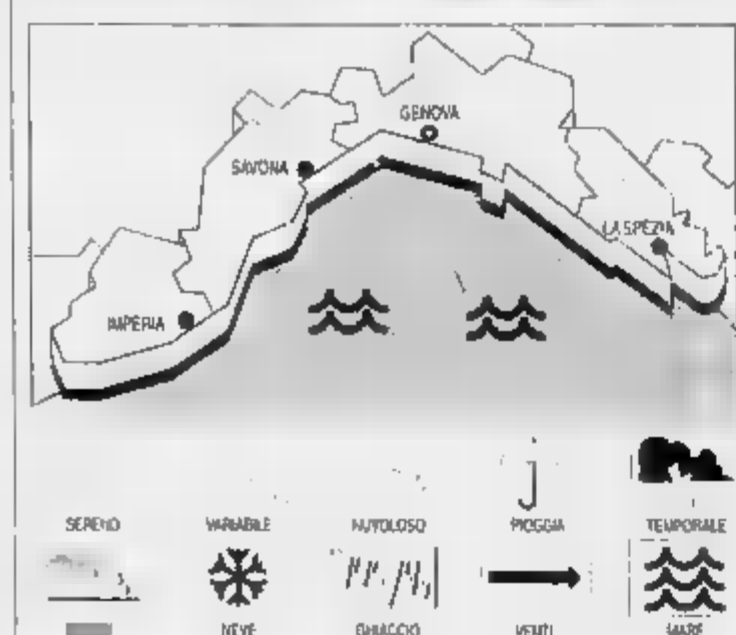 GENOVA
SAVONA
LA SPEZIA
IMPERIA
SERENO VARIABILE NUVOLOSO PIOGGIA TEMPORALE
NEVE GHIACCIO VENTI MARE